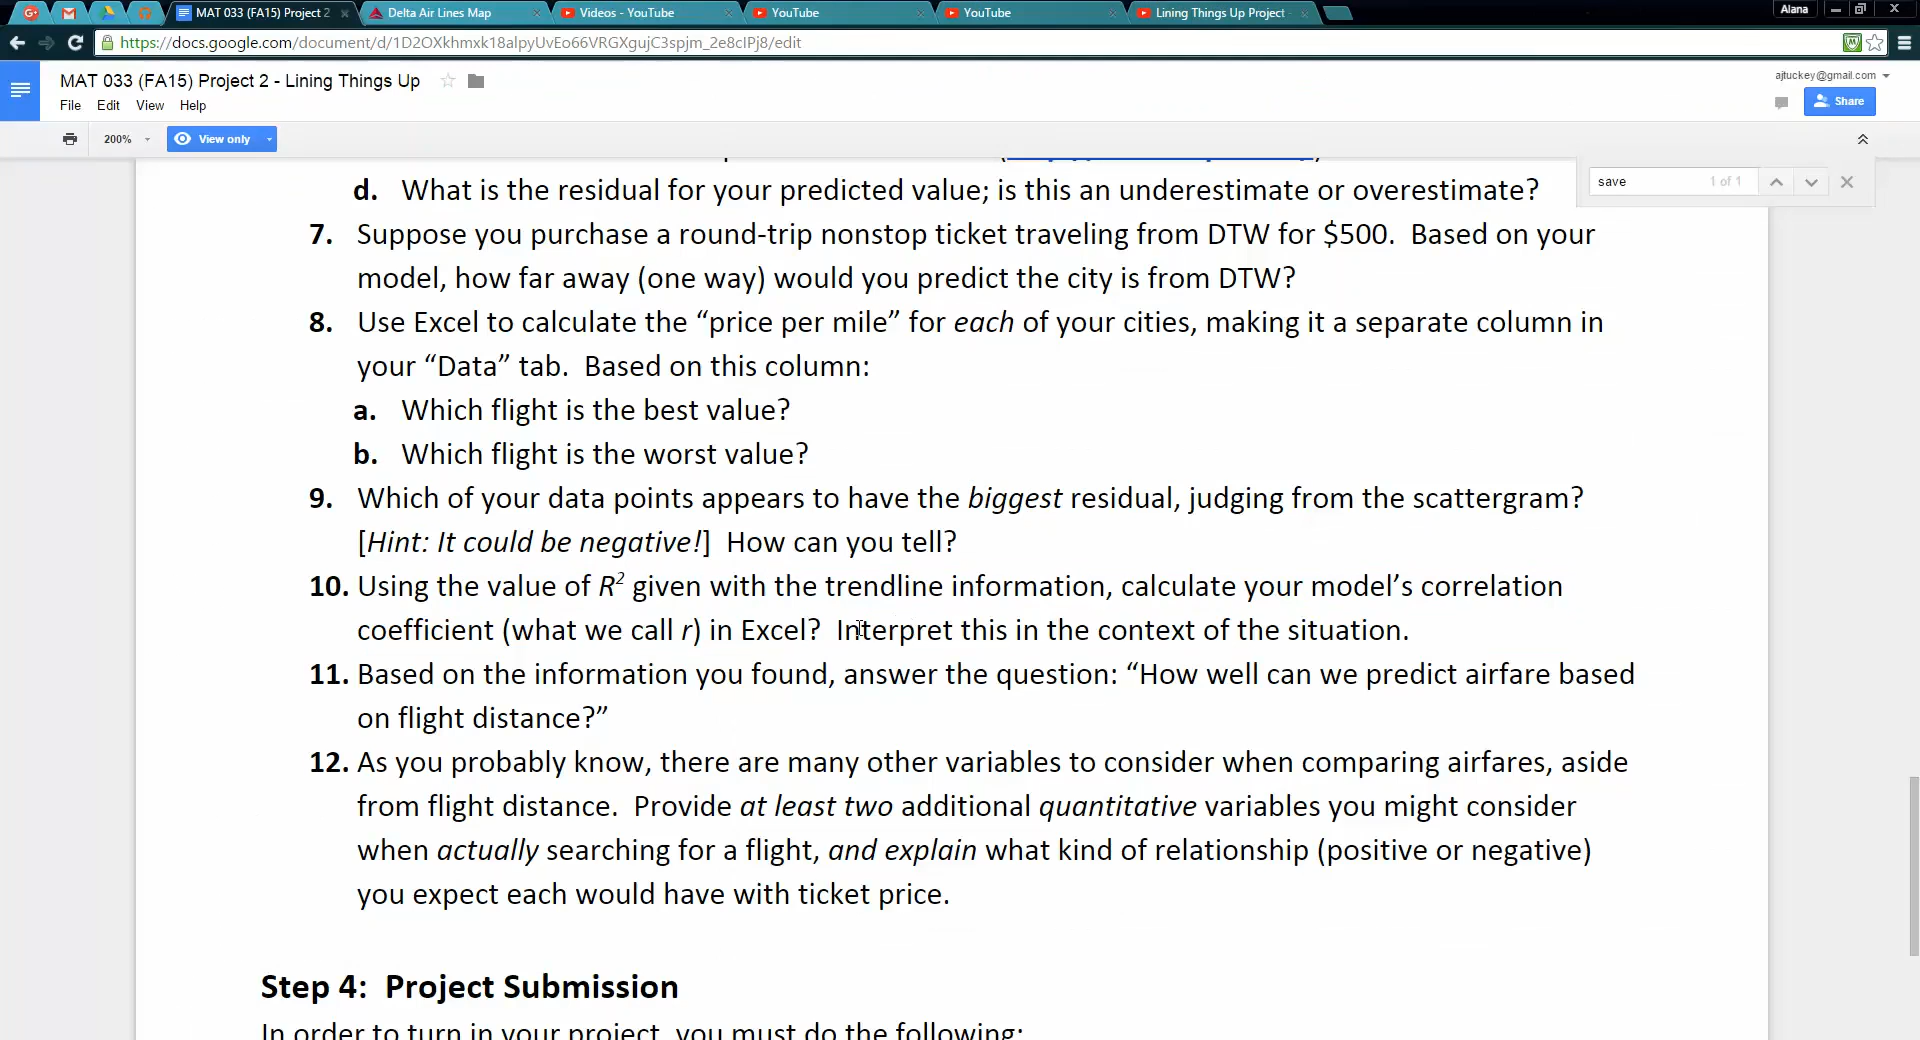 MAT 033 (FA15) Project 2
Delta Air Lines Map
Videos - YouTube
YouTube
YouTube
Lining Things Up Project -
Alana
https://docs.google.com/document/d/1D2OXkhmxk18alpyUvEo66VRGXgujC3spjm_2e8cIPj8/edit
MAT 033 (FA15) Project 2 - Lining Things Up
ajtuckey@gmail.com
File Edit View Help
Share
200%
View only
save 1 of 1
d. What is the residual for your predicted value; is this an underestimate or overestimate?
7. Suppose you purchase a round-trip nonstop ticket traveling from DTW for $500. Based on your
model, how far away (one way) would you predict the city is from DTW?
8. Use Excel to calculate the “price per mile” for each of your cities, making it a separate column in
your “Data” tab. Based on this column:
a. Which flight is the best value?
b. Which flight is the worst value?
9. Which of your data points appears to have the biggest residual, judging from the scattergram?
[Hint: It could be negative!] How can you tell?
10. Using the value of R² given with the trendline information, calculate your model’s correlation
coefficient (what we call r) in Excel? Interpret this in the context of the situation.
11. Based on the information you found, answer the question: “How well can we predict airfare based
on flight distance?”
12. As you probably know, there are many other variables to consider when comparing airfares, aside
from flight distance. Provide at least two additional quantitative variables you might consider
when actually searching for a flight, and explain what kind of relationship (positive or negative)
you expect each would have with ticket price.
Step 4: Project Submission
In order to turn in your project, you must do the following: